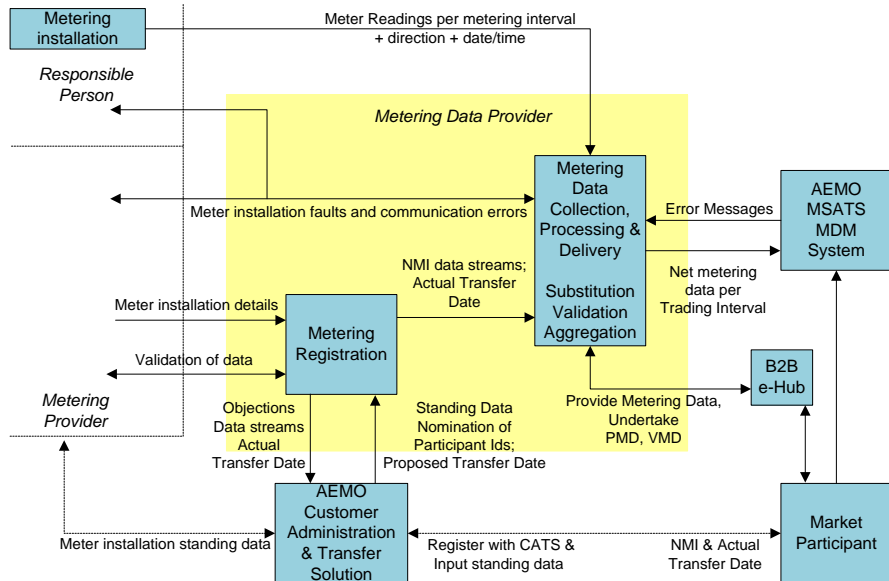 Metering
installation
Meter Readings per metering interval
+ direction + date/time
Responsible
Person
Metering Data Provider
Metering
Data
Collection,
Processing &
Delivery
Substitution
Validation
Aggregation
AEMO
MSATS
MDM
System
Error Messages
Meter installation faults and communication errors
NMI data streams;
Actual Transfer
Date
Net metering
data per
Trading Interval
Meter installation details
Metering
Registration
Validation of data
B2B
e-Hub
Metering
Provider
Objections
Data streams
Actual
Transfer Date
Standing Data
Nomination of
Participant Ids;
Proposed Transfer Date
Provide Metering Data,
Undertake
PMD, VMD
AEMO
Customer
Administration
& Transfer
Solution
Meter installation standing data
Register with CATS &
Input standing data
NMI & Actual
Transfer Date
Market
Participant